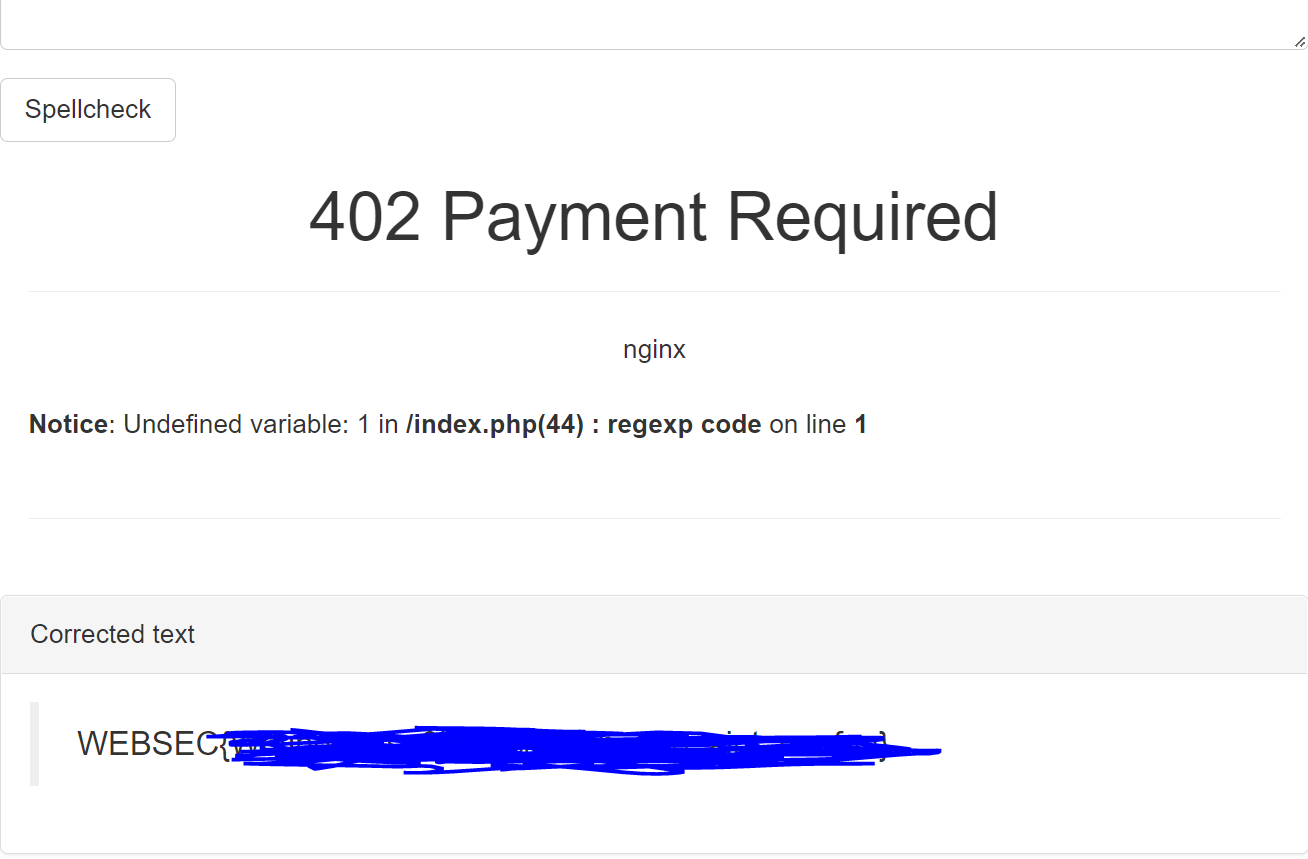 Spellcheck
402 Payment Required
nginx
Notice: Undefined variable: 1 in /index.php(44) : regexp code on line 1
Corrected text
WEBSEC{